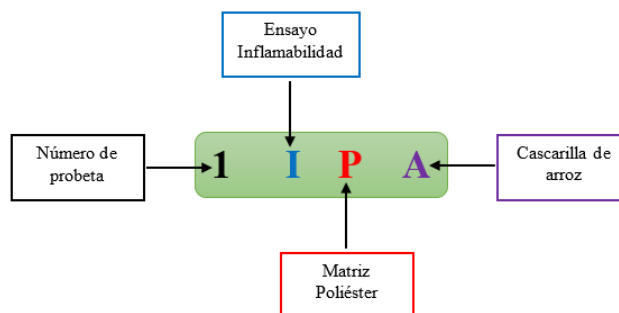 Ensayo
Inflamabilidad
Número de
probeta
1 I P A
Cascarilla de
arroz
Matriz
Poliéster